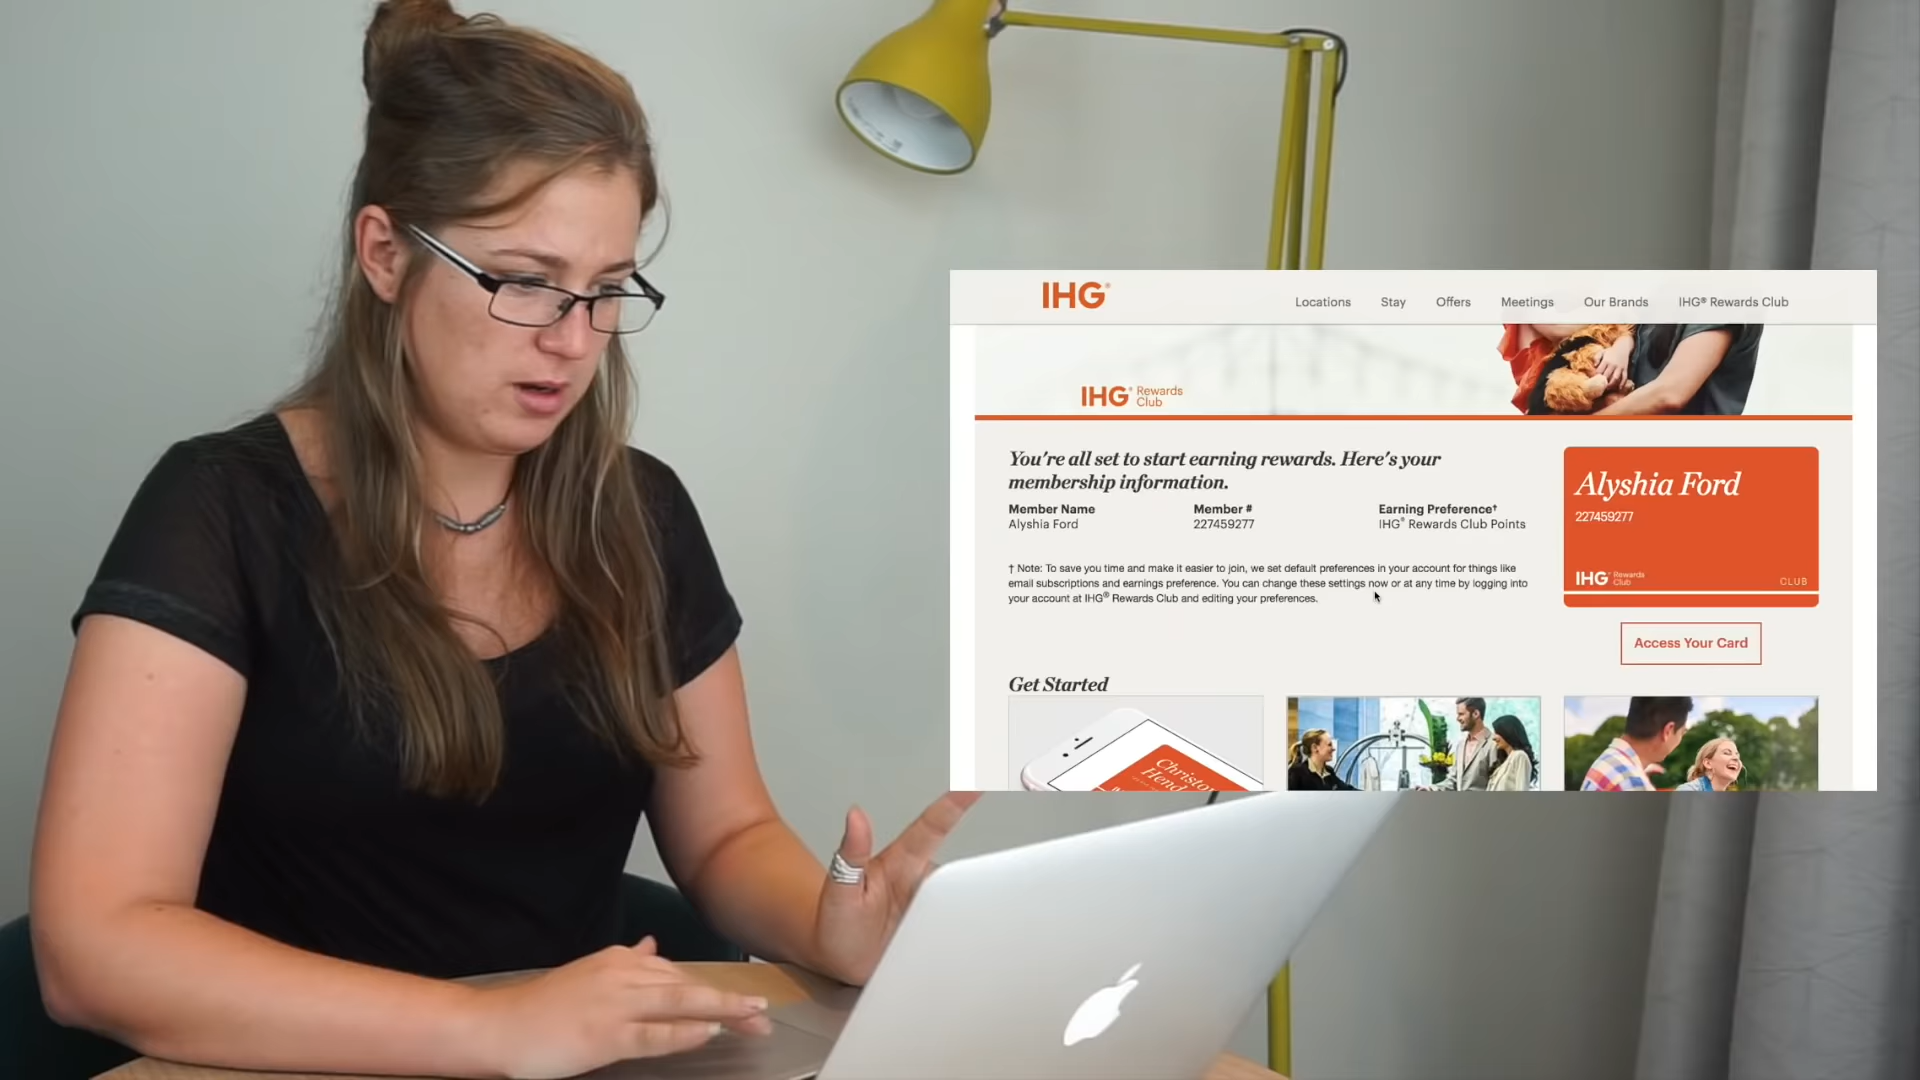 IHG®
Locations Stay Offers Meetings Our Brands IHG® Rewards Club
IHG® Rewards
Club
You're all set to start earning rewards. Here's your
membership information.
Member Name Member # Earning Preference†
Alyshia Ford 227459277 IHG® Rewards Club Points
† Note: To save you time and make it easier to join, we set default preferences in your account for things like
email subscriptions and earnings preference. You can change these settings now or at any time by logging into
your account at IHG® Rewards Club and editing your preferences.
Alyshia Ford
227459277
IHG® Rewards
Club
CLUB
Access Your Card
Get Started